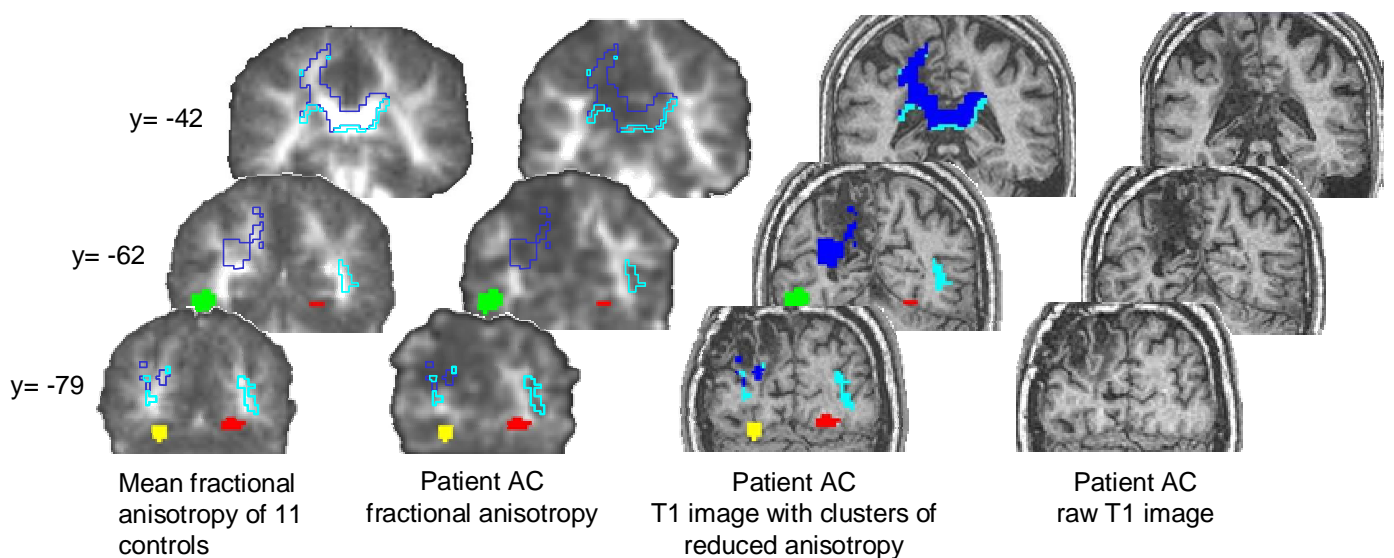 y= -42
y= -62
y= -79
Mean fractional
anisotropy of 11
controls
Patient AC
fractional anisotropy
Patient AC
T1 image with clusters of
reduced anisotropy
Patient AC
raw T1 image